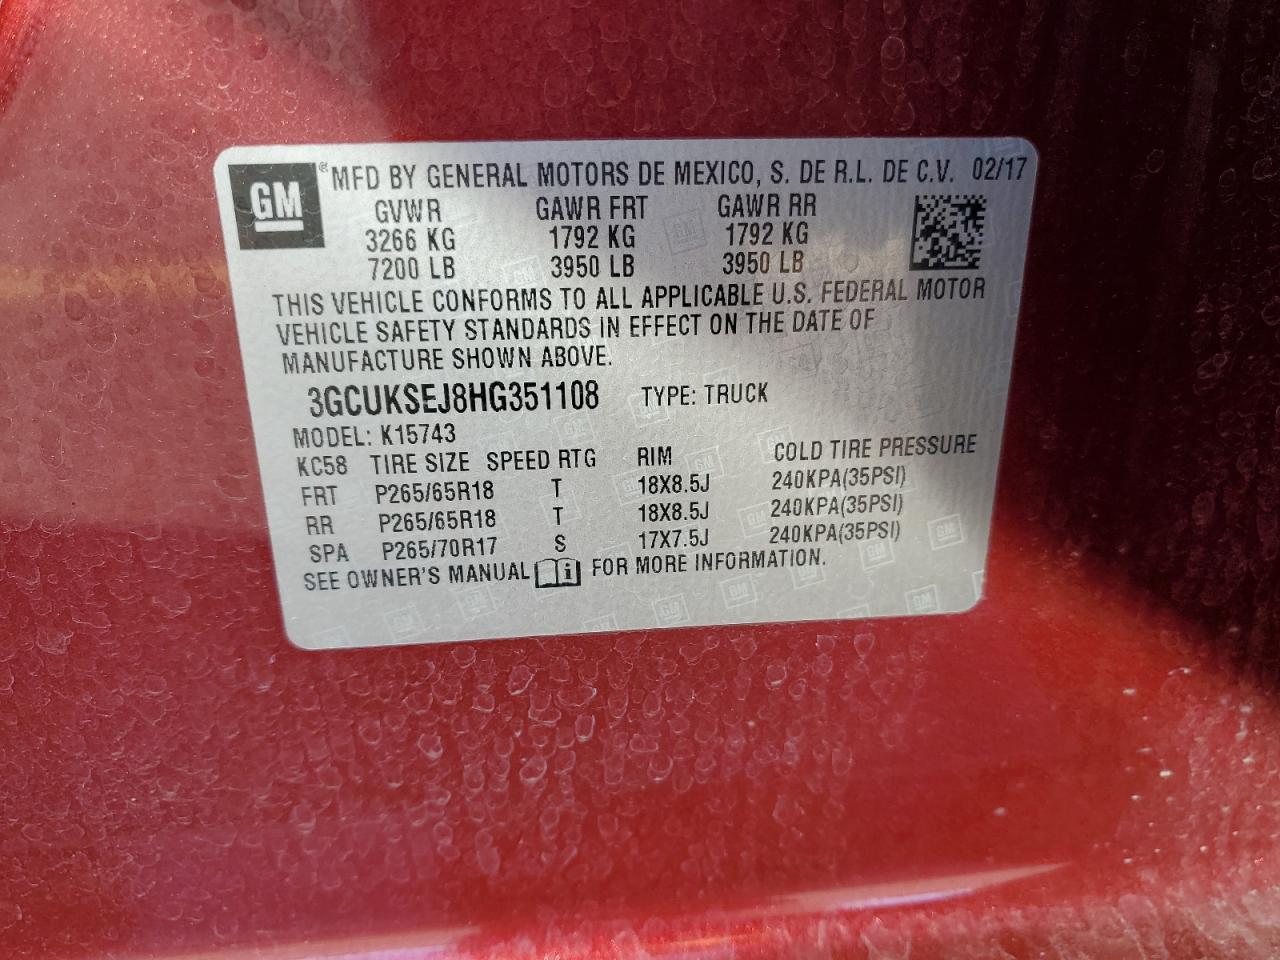 GM
® MFD BY GENERAL MOTORS DE MEXICO, S. DE R.L. DE C.V. 02/17
GVWR GAWR FRT GAWR RR
3266 KG 1792 KG 1792 KG
7200 LB 3950 LB 3950 LB
THIS VEHICLE CONFORMS TO ALL APPLICABLE U.S. FEDERAL MOTOR
VEHICLE SAFETY STANDARDS IN EFFECT ON THE DATE OF
MANUFACTURE SHOWN ABOVE.
3GCUKSEJ8HG351108 TYPE: TRUCK
MODEL: K15743
KC58 TIRE SIZE SPEED RTG RIM COLD TIRE PRESSURE
FRT P265/65R18 T 18X8.5J 240KPA(35PSI)
RR P265/65R18 T 18X8.5J 240KPA(35PSI)
SPA P265/70R17 S 17X7.5J 240KPA(35PSI)
SEE OWNER'S MANUAL i FOR MORE INFORMATION.